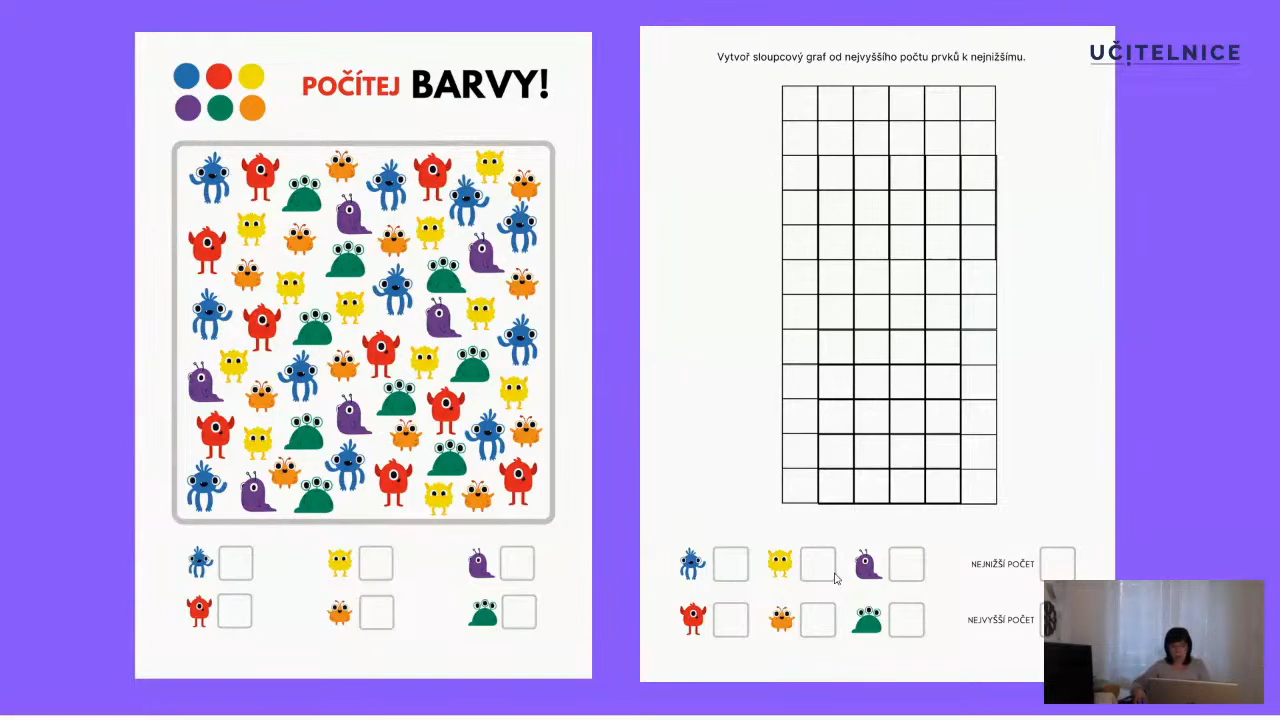 POČÍTEJ BARVY!
Vytvoř sloupcový graf od nejvyššího počtu prvků k nejnižšímu.
UČITELNICE
NEJNIŽŠÍ POČET
NEJVYŠŠÍ POČET